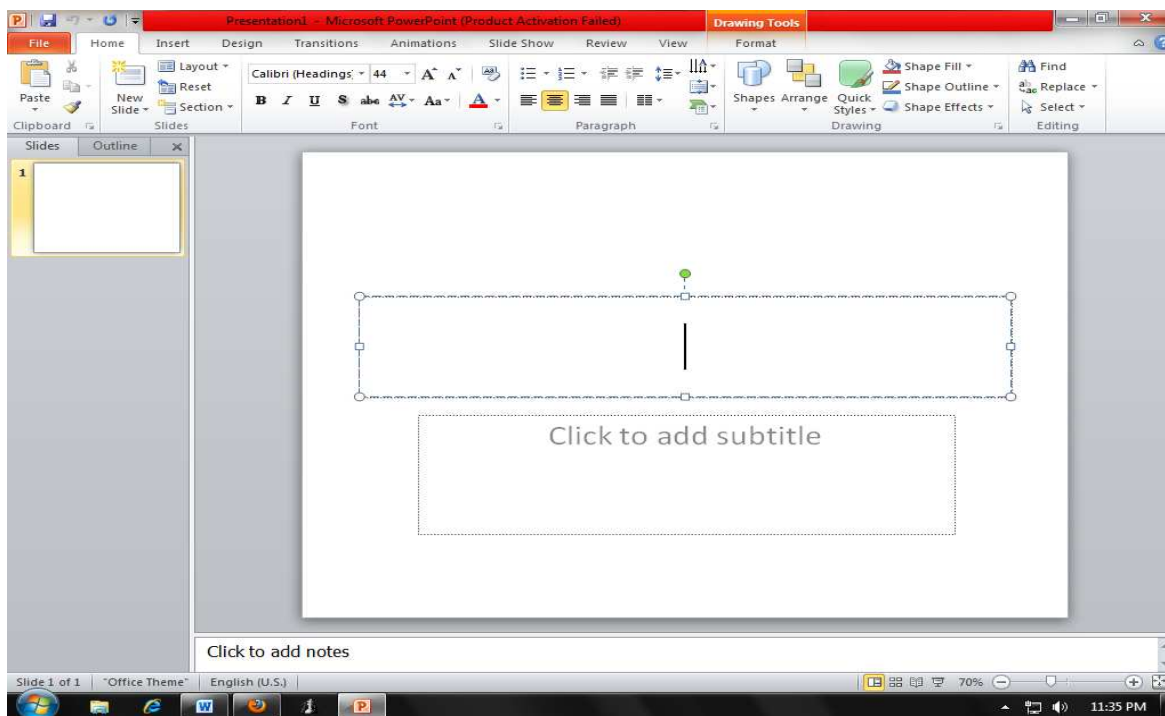 Presentation1 - Microsoft PowerPoint (Product Activation Failed)
Drawing Tools
File Home Insert Design Transitions Animations Slide Show Review View Format
Paste
New Slide
Layout
Reset
Section
Calibri (Headings) 44
B I U S abc AV Aa A
Shapes Arrange Quick Styles
Shape Fill
Shape Outline
Shape Effects
Find
Replace
Select
Clipboard Slides Font Paragraph Drawing Editing
Slides Outline
1
Click to add subtitle
Click to add notes
Slide 1 of 1 "Office Theme" English (U.S.) 70%
11:35 PM